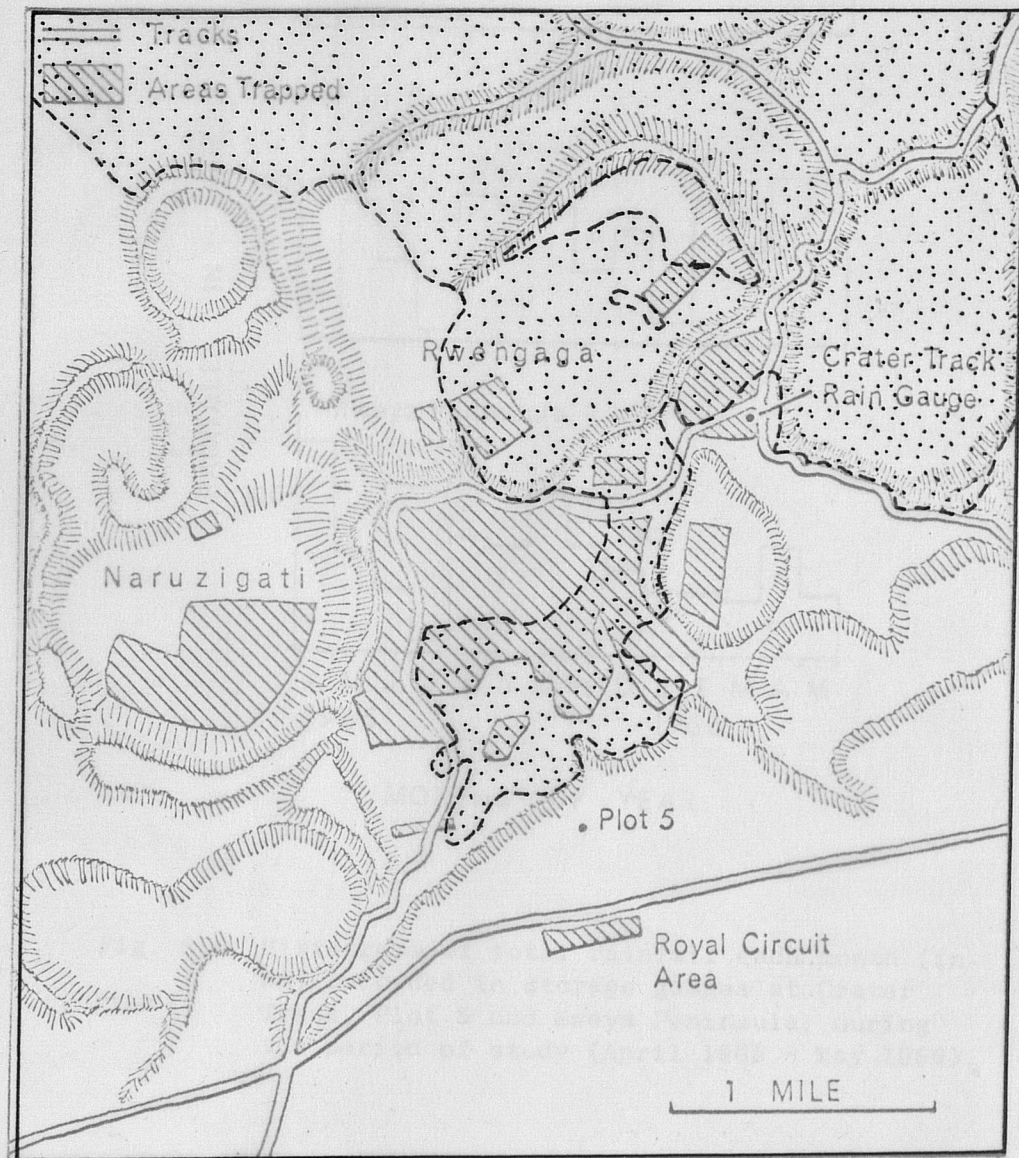 Tracks
Areas Trapped
Rwengaga
Crater Track
Rain Gauge
Naruzigati
Plot 5
Royal Circuit
Area
1 MILE